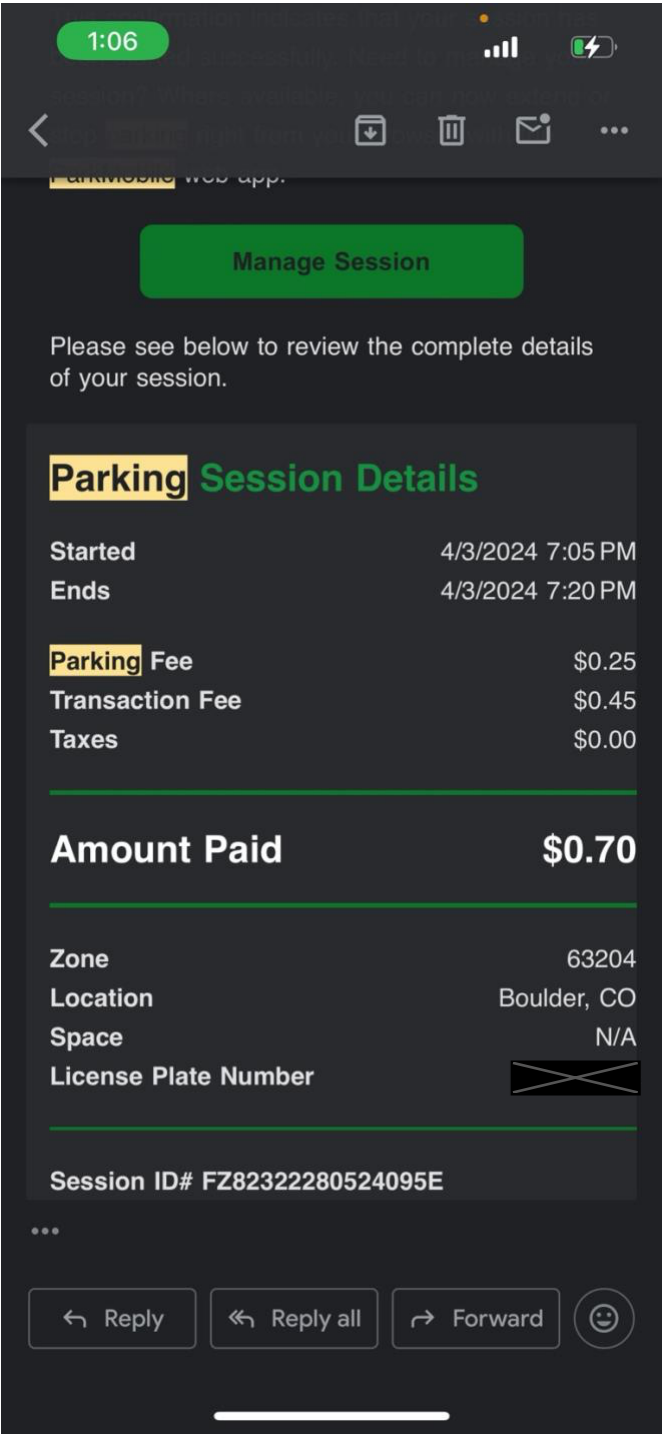 1:06
ParkMobile web app.
Manage Session
Please see below to review the complete details
of your session.
Parking Session Details
Started 4/3/2024 7:05 PM
Ends 4/3/2024 7:20 PM
Parking Fee $0.25
Transaction Fee $0.45
Taxes $0.00
Amount Paid $0.70
Zone 63204
Location Boulder, CO
Space N/A
License Plate Number
Session ID# FZ82322280524095E
Reply Reply all Forward